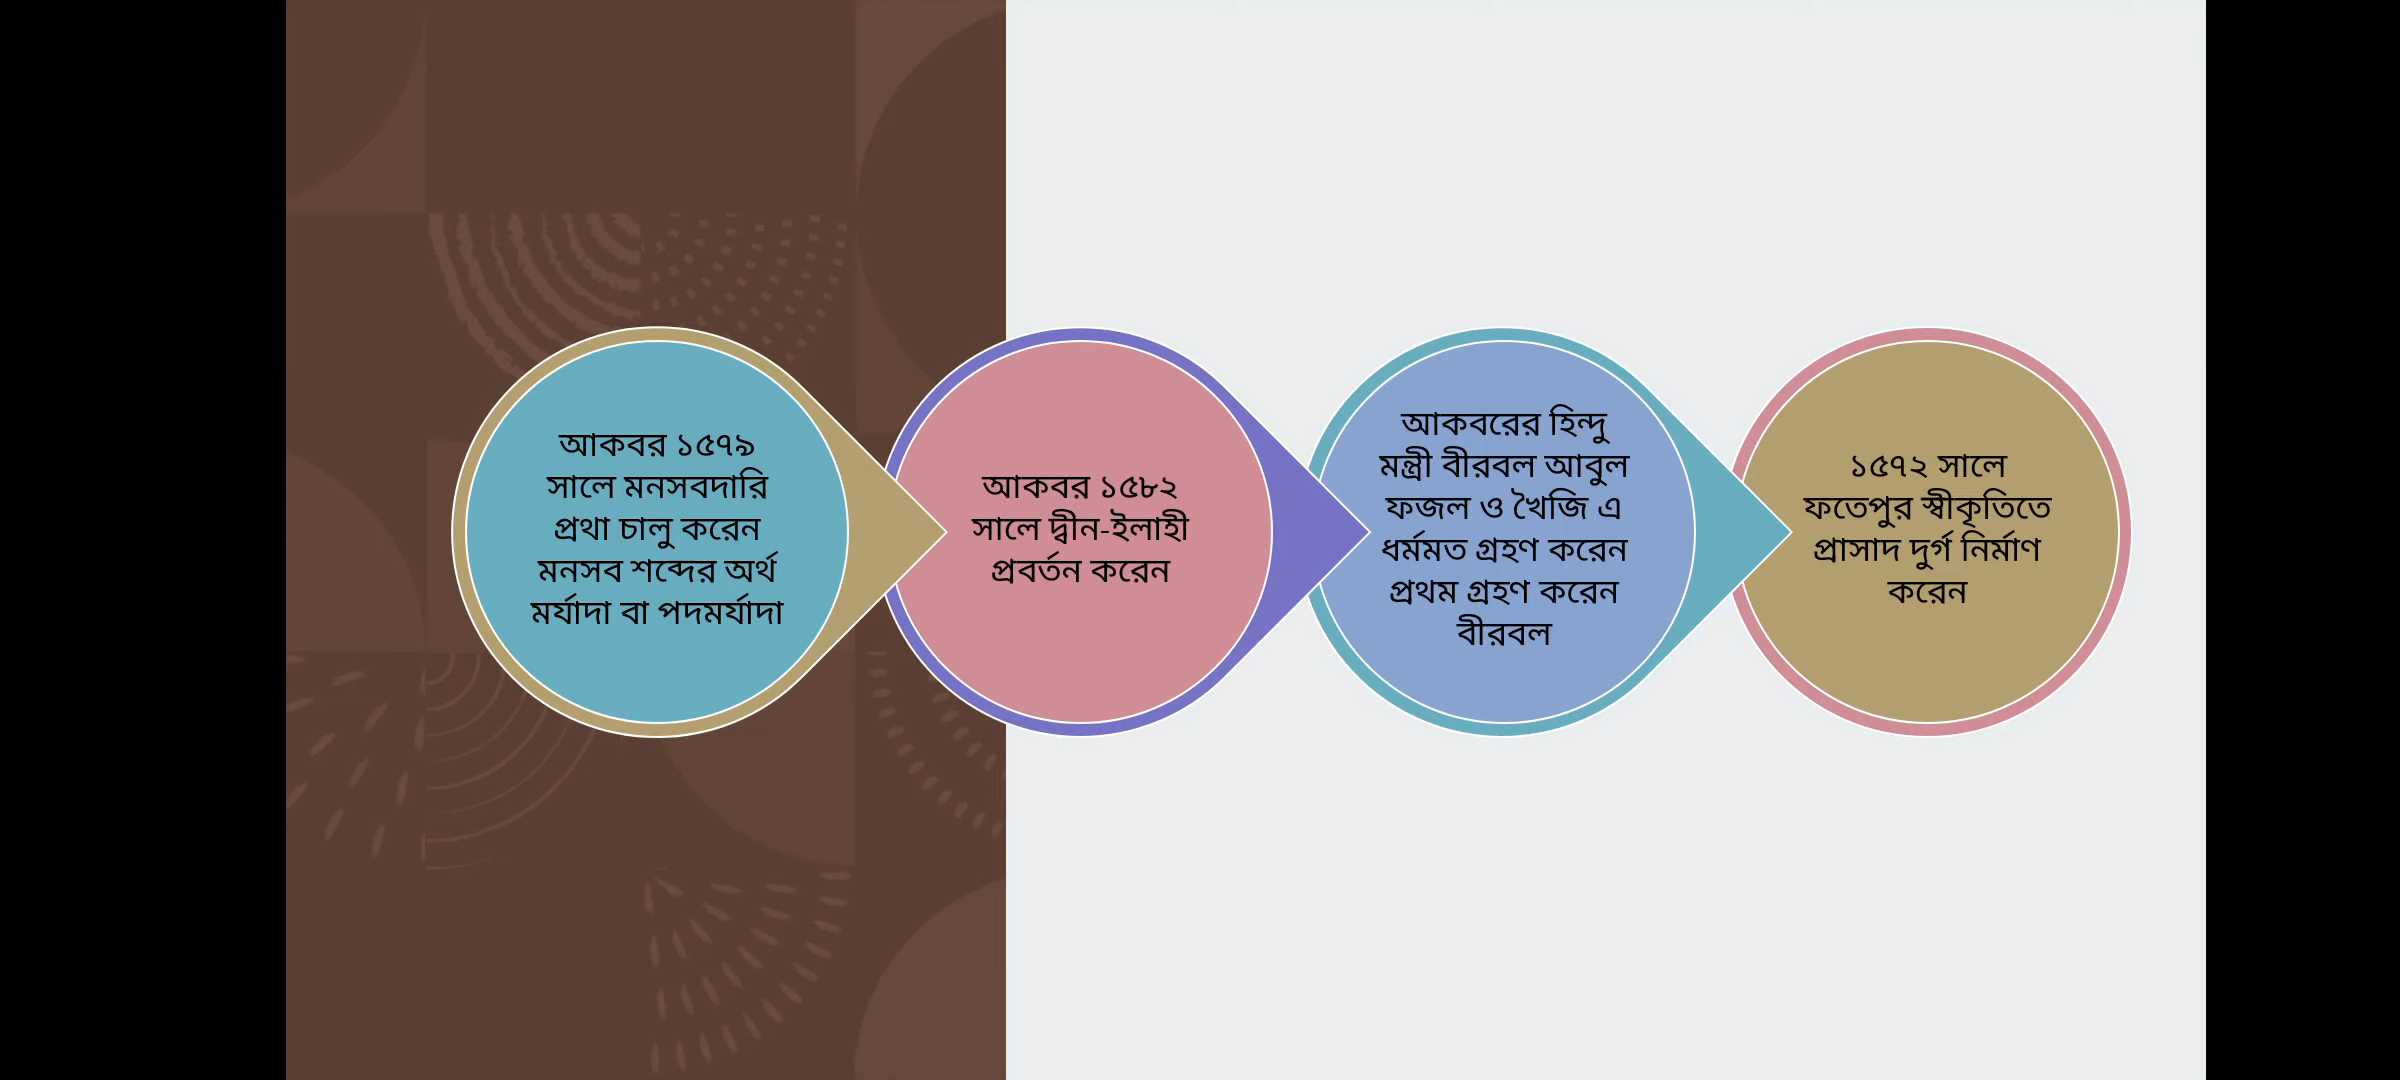 আকবর ১৫৭৯
সালে মনসবদারি
প্রথা চালু করেন
মনসব শব্দের অর্থ
মর্যাদা বা পদমর্যাদা
আকবর ১৫৮২
সালে দ্বীন-ইলাহী
প্রবর্তন করেন
আকবরের হিন্দু
মন্ত্রী বীরবল আবুল
ফজল ও খৈজি এ
ধর্মমত গ্রহণ করেন
প্রথম গ্রহণ করেন
বীরবল
১৫৭২ সালে
ফতেপুর স্বীকৃতিতে
প্রাসাদ দুর্গ নির্মাণ
করেন